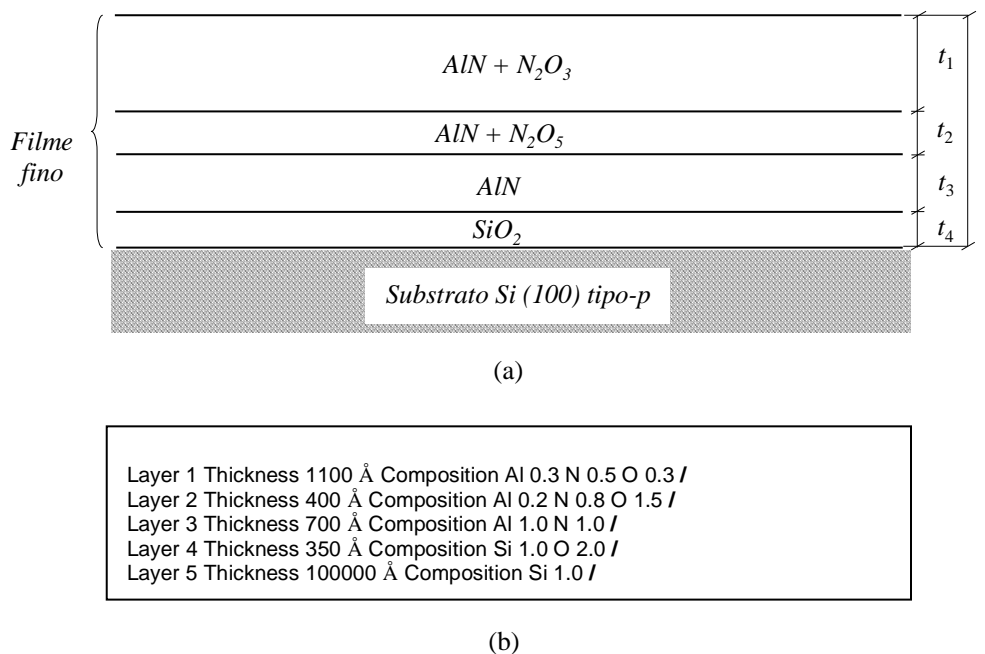 AlN + N₂O₃
t₁
Filme
fino
AlN + N₂O₅
t₂
AlN
t₃
SiO₂
t₄
Substrato Si (100) tipo-p
(a)
Layer 1 Thickness 1100 Å Composition Al 0.3 N 0.5 O 0.3 /
Layer 2 Thickness 400 Å Composition Al 0.2 N 0.8 O 1.5 /
Layer 3 Thickness 700 Å Composition Al 1.0 N 1.0 /
Layer 4 Thickness 350 Å Composition Si 1.0 O 2.0 /
Layer 5 Thickness 100000 Å Composition Si 1.0 /
(b)